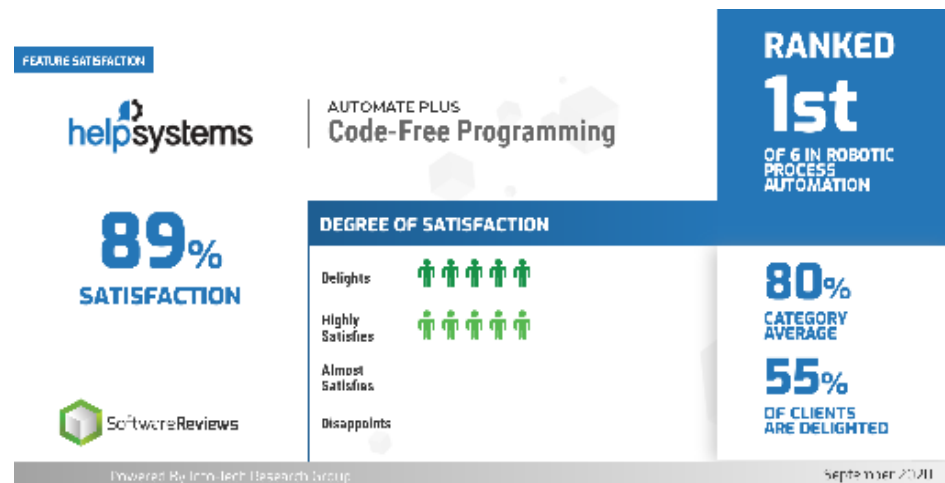 FEATURE SATISFACTION
helpsystems
AUTOMATE PLUS
Code-Free Programming
RANKED
1st
OF 6 IN ROBOTIC
PROCESS
AUTOMATION
89%
SATISFACTION
DEGREE OF SATISFACTION
Delights
Highly
Satisfies
Almost
Satisfies
Disappoints
80%
CATEGORY
AVERAGE
55%
OF CLIENTS
ARE DELIGHTED
SoftwareReviews
Powered By Info-Tech Research Group
September 2020